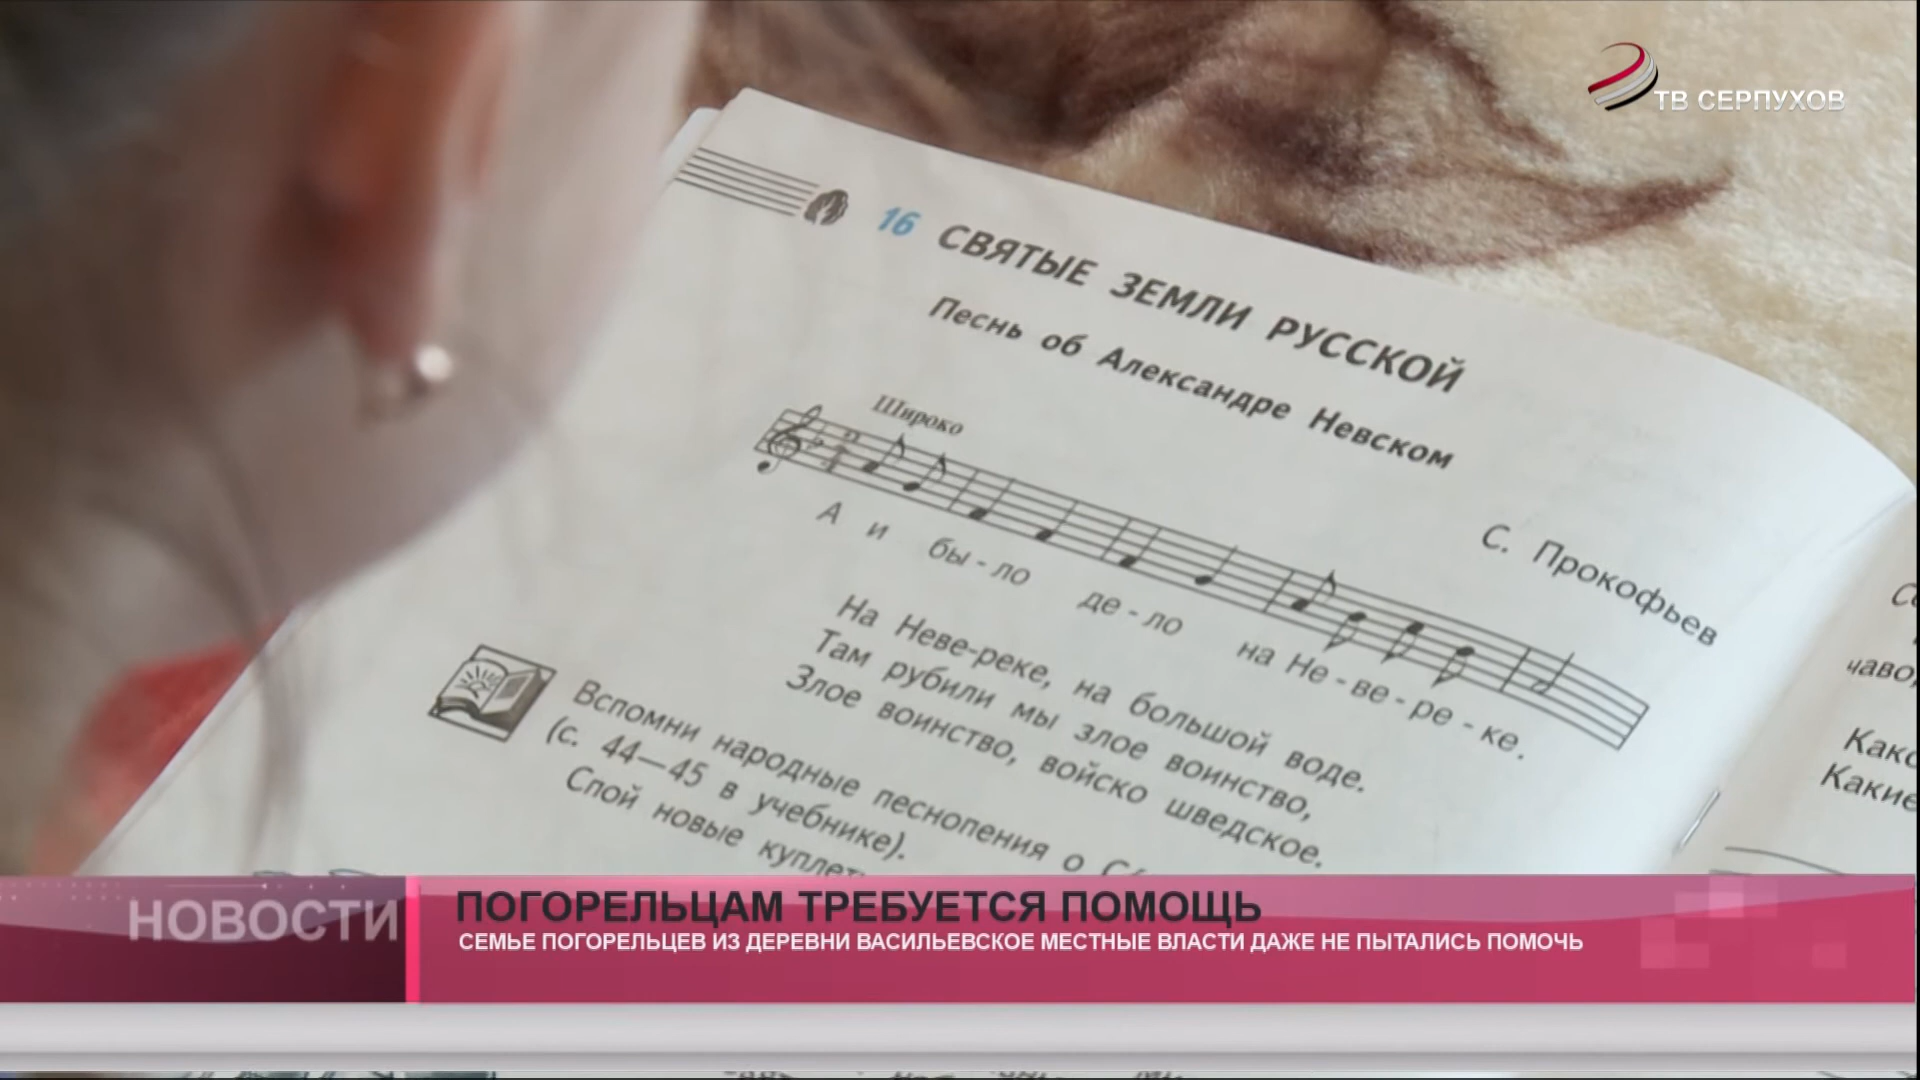 ТВ СЕРПУХОВ
16 СВЯТЫЕ ЗЕМЛИ РУССКОЙ
Песнь об Александре Невском
С. Прокофьев
Широко
А и бы - ло де - ло на Не - ве - ре - ке.
На Неве-реке, на большой воде.
Там рубили мы злое воинство,
Злое воинство, войско шведское.
Вспомни народные песнопения о
(с. 44—45 в учебнике).
Спой новые
Како
Какие
НОВОСТИ
ПОГОРЕЛЬЦАМ ТРЕБУЕТСЯ ПОМОЩЬ
СЕМЬЕ ПОГОРЕЛЬЦЕВ ИЗ ДЕРЕВНИ ВАСИЛЬЕВСКОЕ МЕСТНЫЕ ВЛАСТИ ДАЖЕ НЕ ПЫТАЛИСЬ ПОМОЧЬ